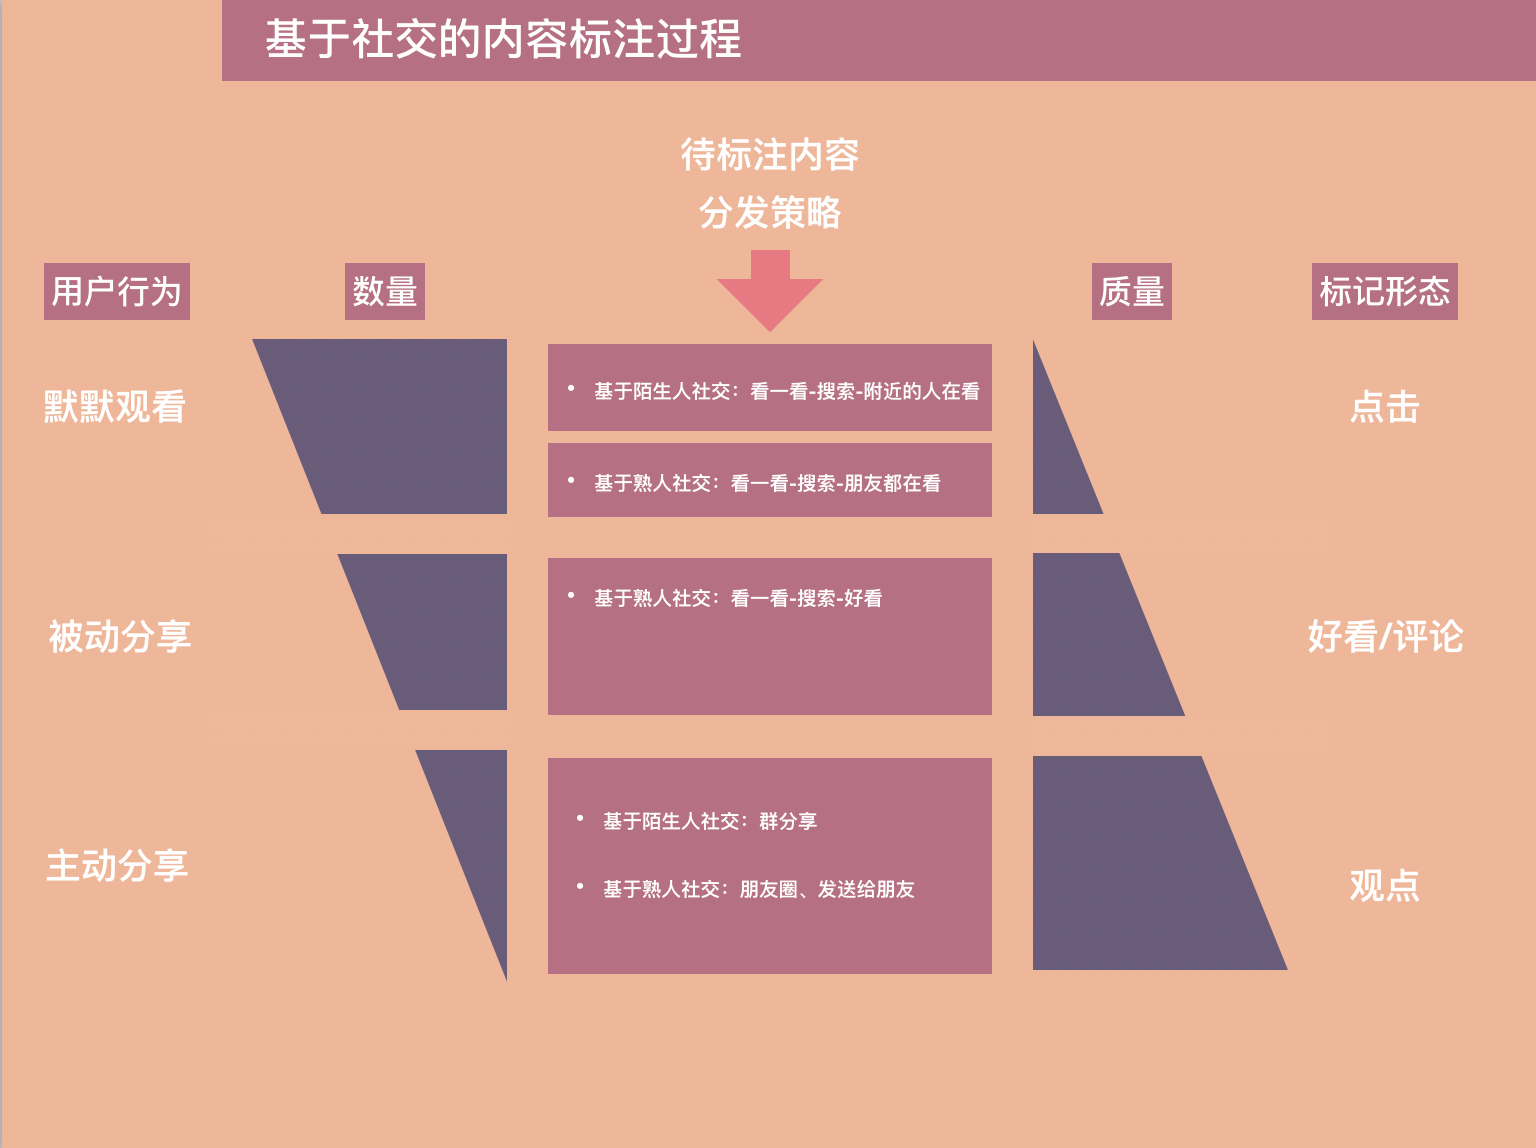 基于社交的内容标注过程
待标注内容
分发策略
用户行为
数量
质量
标记形态
默默观看
• 基于陌生人社交：看一看-搜索-附近的人在看
• 基于熟人社交：看一看-搜索-朋友都在看
点击
被动分享
• 基于熟人社交：看一看-搜索-好看
好看/评论
主动分享
• 基于陌生人社交：群分享
• 基于熟人社交：朋友圈、发送给朋友
观点